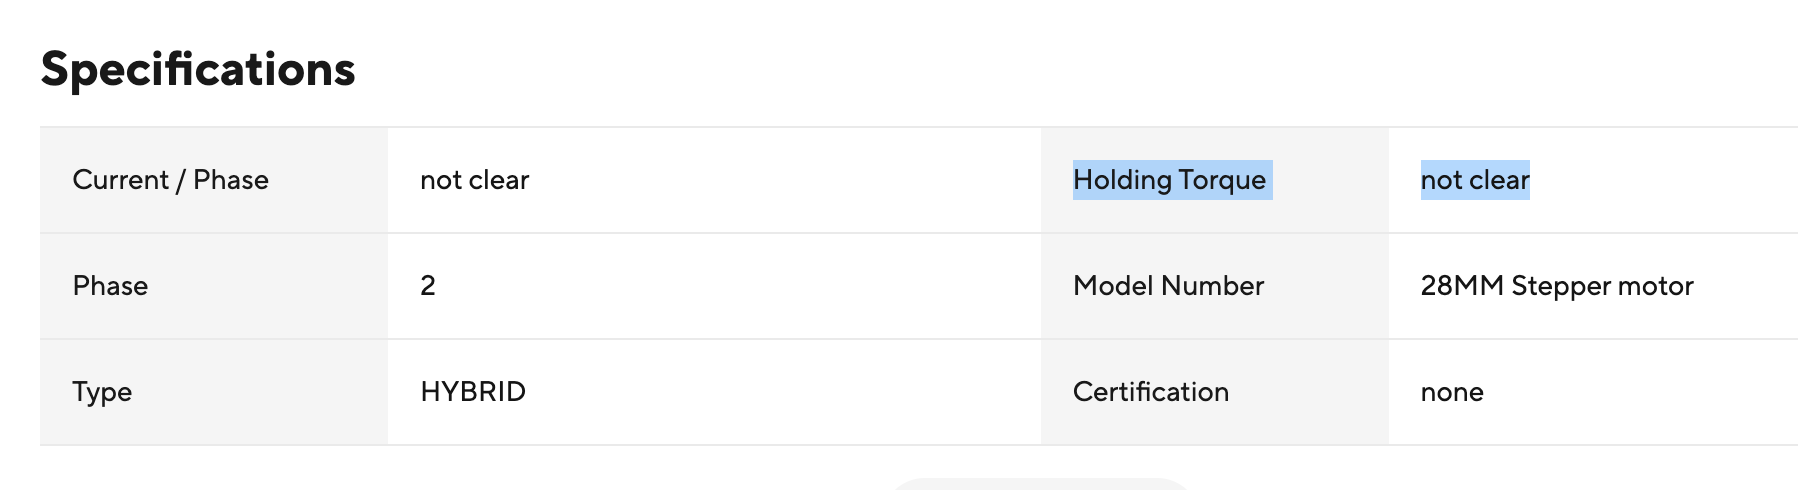 Specifications
Current / Phase not clear Holding Torque not clear
Phase 2 Model Number 28MM Stepper motor
Type HYBRID Certification none